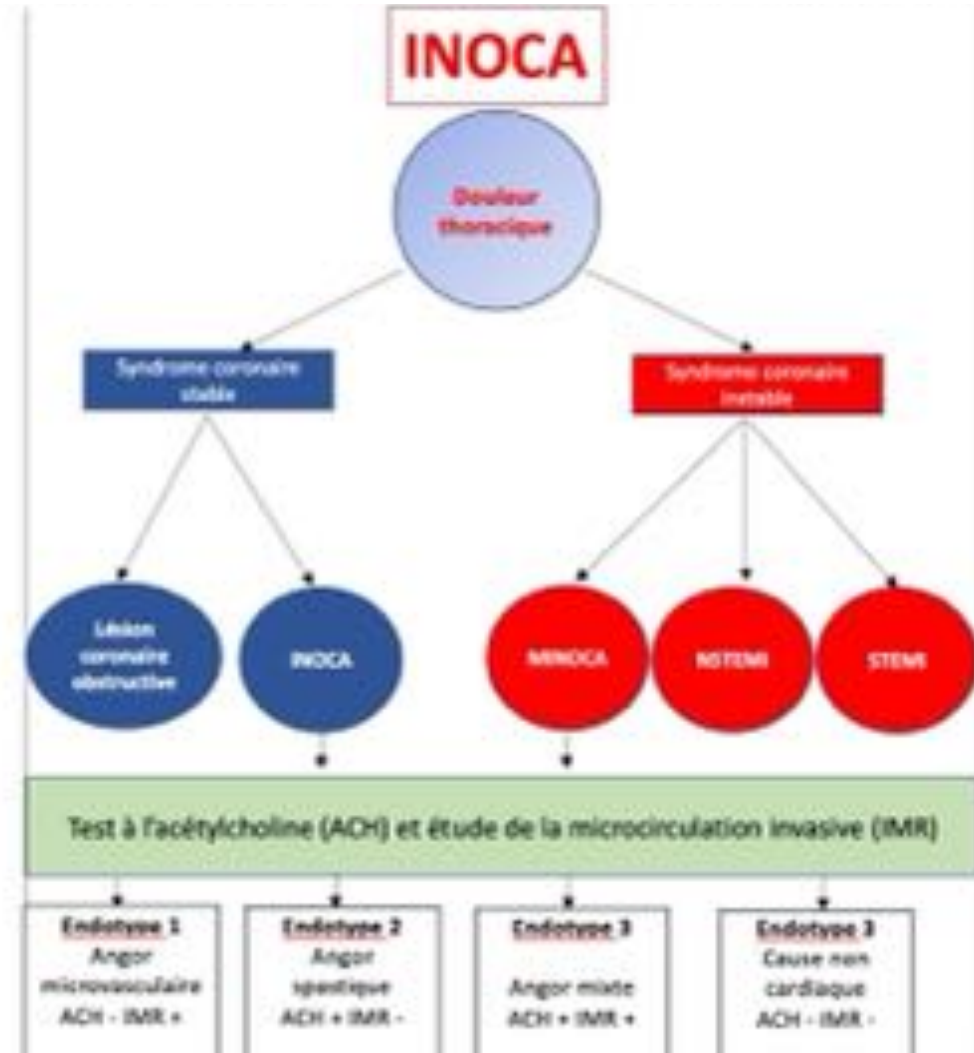 INOCA
Douleur
thoracique
Syndrome coronaire
stable
Syndrome coronaire
instable
Lésion
coronaire
obstructive
INOCA
MINOCA
NSTEMI
STEMI
Test à l'acétylcholine (ACH) et étude de la microcirculation invasive (IMR)
Endotype 1
Angor
microvasculaire
ACH - IMR +
Endotype 2
Angor
spastique
ACH + IMR -
Endotype 3
Angor mixte
ACH + IMR +
Endotype 3
Cause non
cardiaque
ACH - IMR -